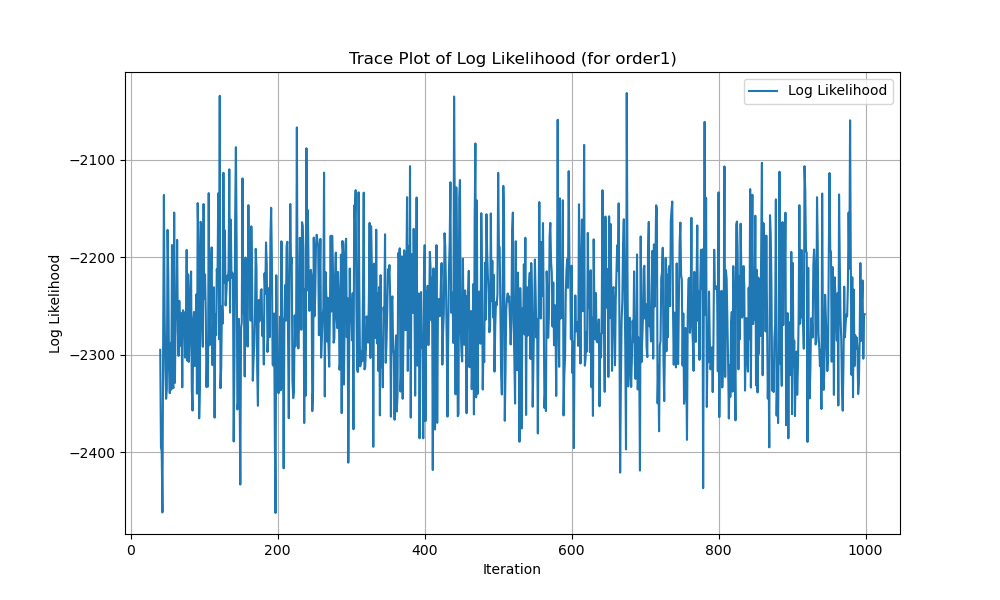 Trace Plot of Log Likelihood (for order1)
Log Likelihood
−2100
−2200
−2300
−2400
Log Likelihood
0 200 400 600 800 1000
Iteration